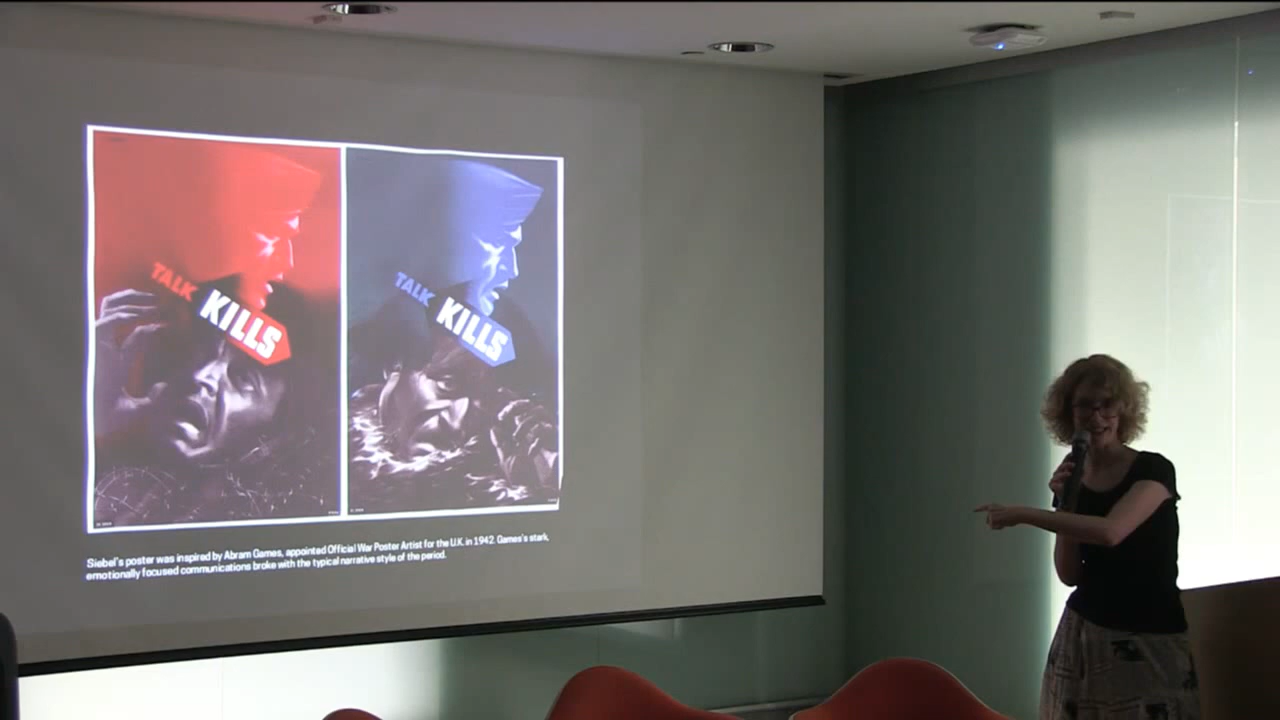 TALK
KILLS
TALK
KILLS
Siebel's poster was inspired by Abram Games, appointed Official War Poster Artist for the U.K. in 1942. Games's stark,
emotionally focused communications broke with the typical narrative style of the period.